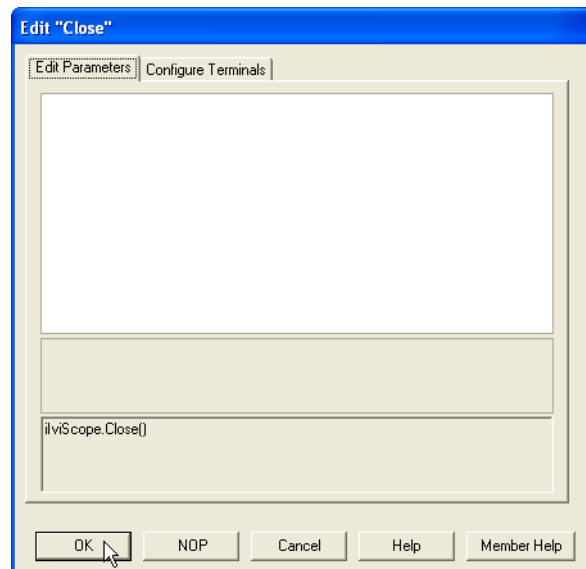 Edit "Close"
Edit Parameters Configure Terminals
iIviScope.Close()
OK NOP Cancel Help Member Help